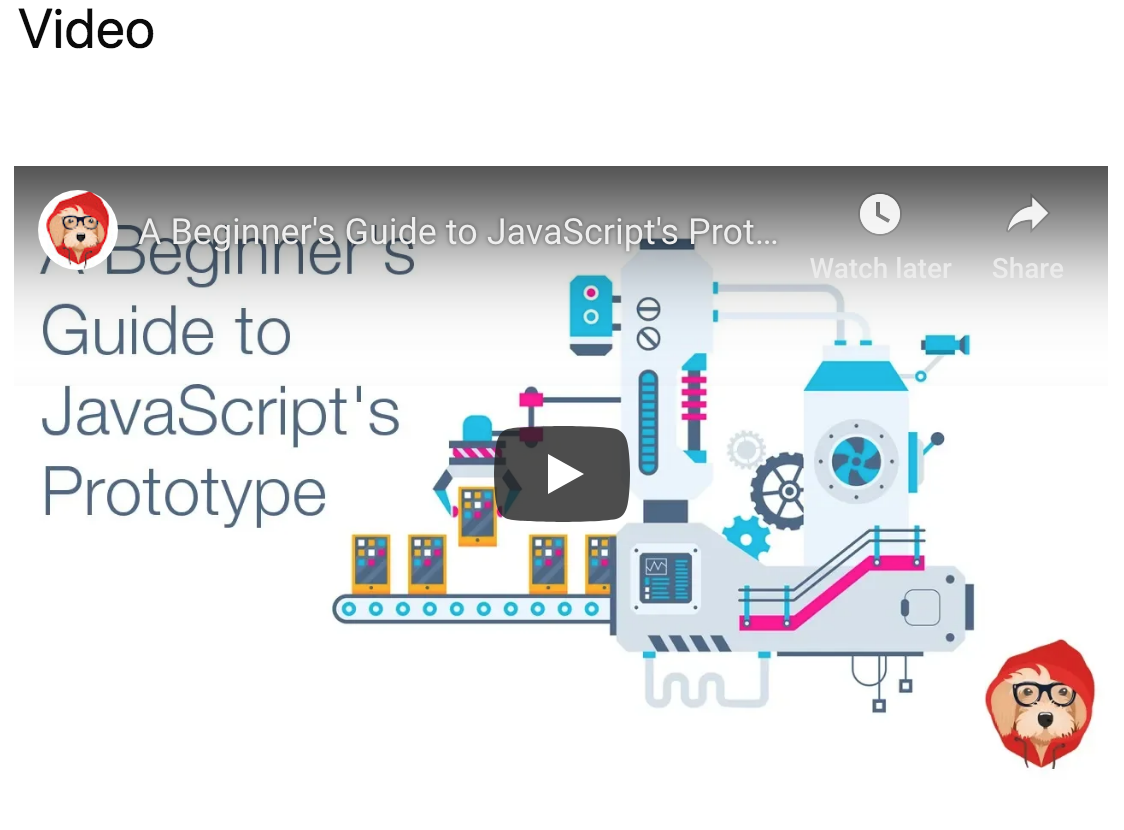 Video
A Beginner's Guide to JavaScript's Prot...
Watch later
Share
A Beginner's
Guide to
JavaScript's
Prototype